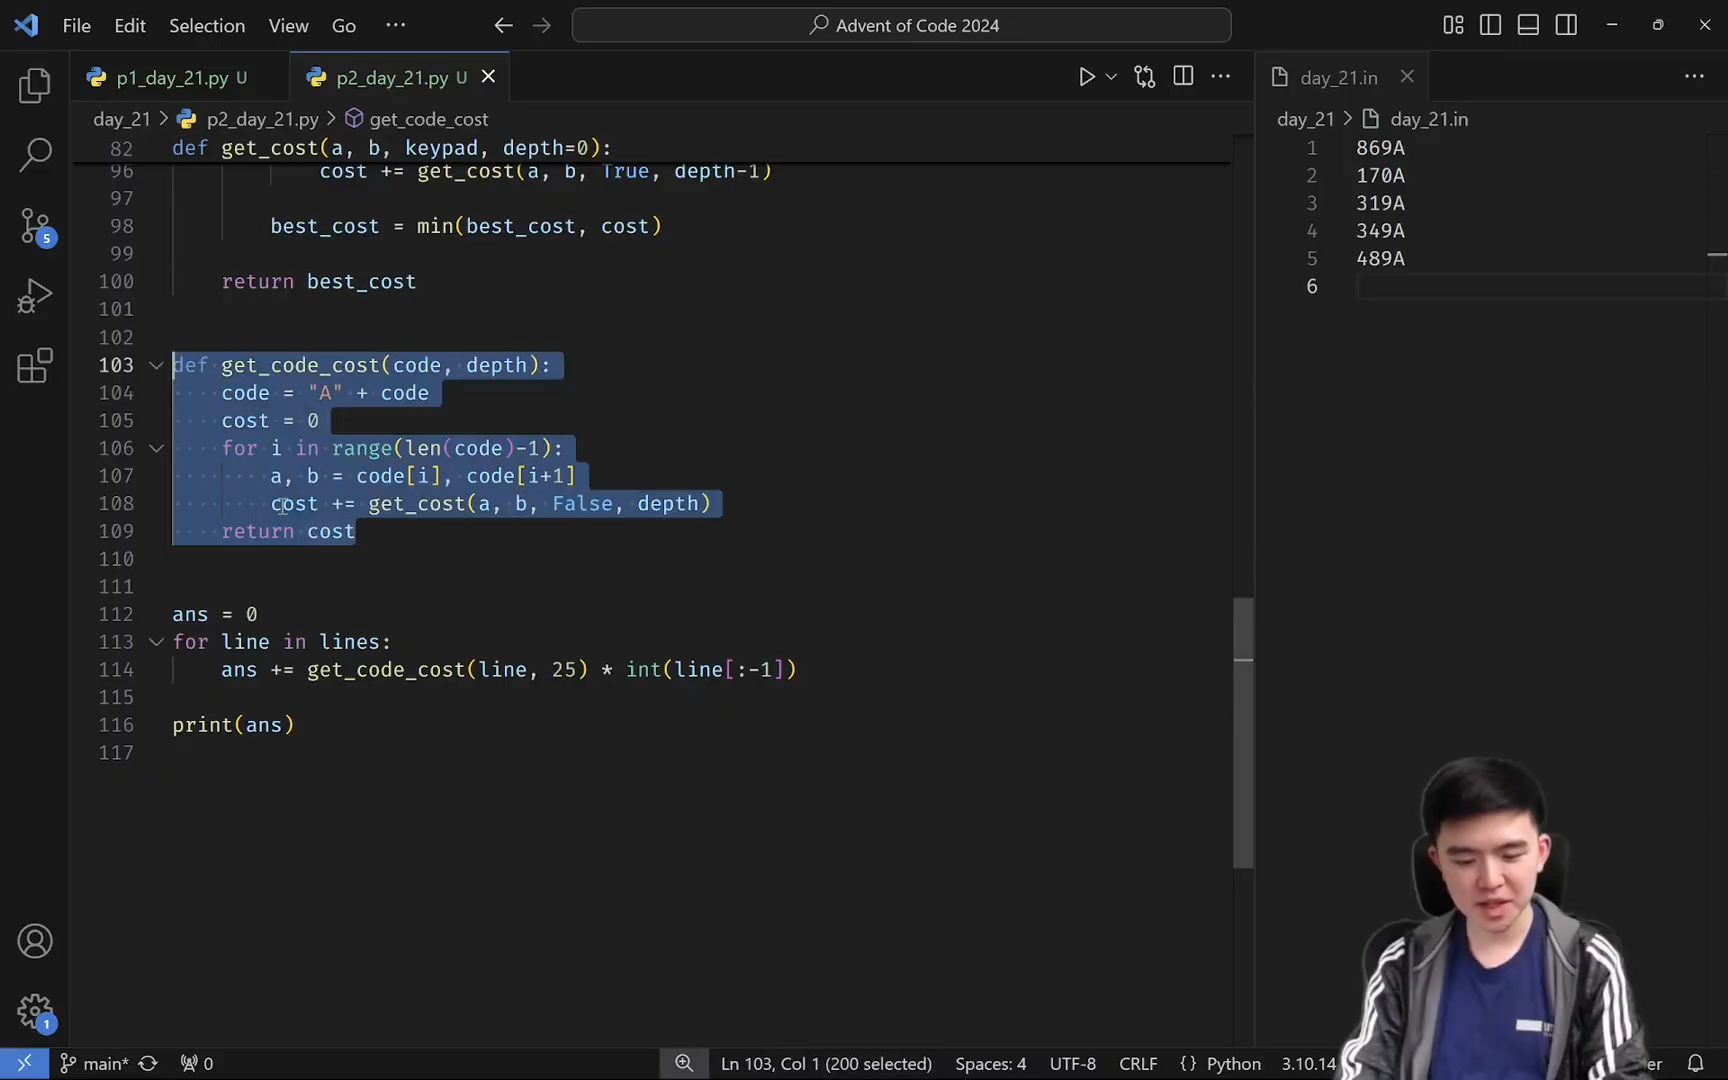 File Edit Selection View Go ··· Advent of Code 2024
p1_day_21.py U p2_day_21.py U
day_21.in
day_21 > p2_day_21.py > get_code_cost
day_21 > day_21.in
82 def get_cost(a, b, keypad, depth=0):
96 cost += get_cost(a, b, True, depth-1)
97
98 best_cost = min(best_cost, cost)
99
100 return best_cost
101
102
103 def get_code_cost(code, depth):
104 code = "A" + code
105 cost = 0
106 for i in range(len(code)-1):
107 a, b = code[i], code[i+1]
108 cost += get_cost(a, b, False, depth)
109 return cost
110
111
112 ans = 0
113 for line in lines:
114 ans += get_code_cost(line, 25) * int(line[:-1])
115
116 print(ans)
117
1 869A
2 170A
3 319A
4 349A
5 489A
6
5
1
main* 0 Ln 103, Col 1 (200 selected) Spaces: 4 UTF-8 CRLF { } Python 3.10.14